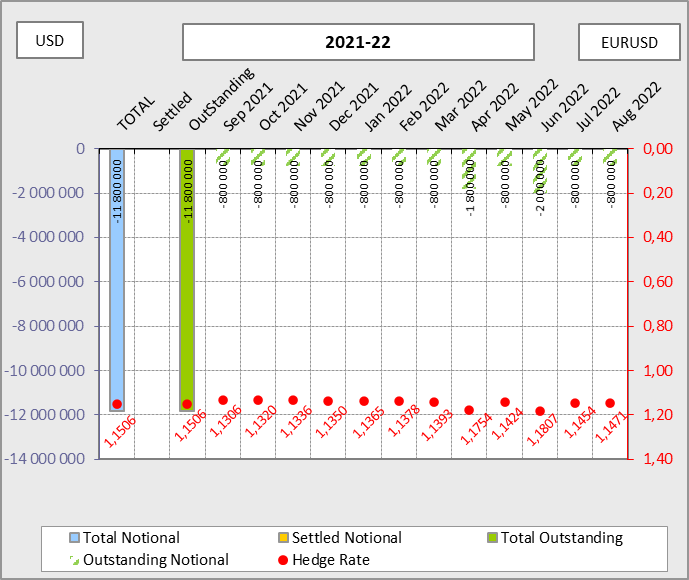 USD
2021-22
EURUSD
TOTAL
Settled
OutStanding
Sep 2021
Oct 2021
Nov 2021
Dec 2021
Jan 2022
Feb 2022
Mar 2022
Apr 2022
May 2022
Jun 2022
Jul 2022
Aug 2022
0
-2 000 000
-4 000 000
-6 000 000
-8 000 000
-10 000 000
-12 000 000
-14 000 000
-11 800 000
-11 800 000
-800 000
-800 000
-800 000
-800 000
-800 000
-800 000
-800 000
-1 800 000
-800 000
-2 000 000
-800 000
-800 000
0,00
0,20
0,40
0,60
0,80
1,00
1,20
1,40
1,1506
1,1506
1,1306
1,1320
1,1336
1,1350
1,1365
1,1378
1,1393
1,1754
1,1424
1,1807
1,1454
1,1471
Total Notional
Settled Notional
Total Outstanding
Outstanding Notional
Hedge Rate